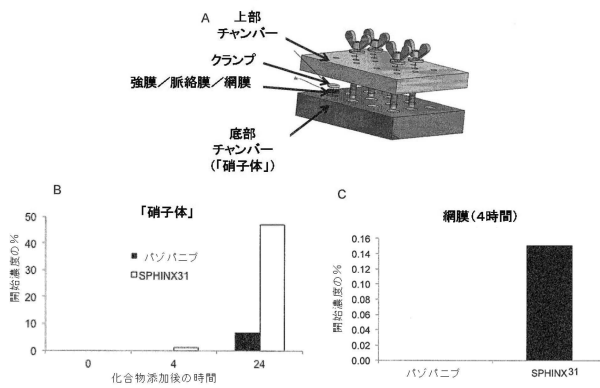 A
上部
チャンバー
クランプ
強膜/脈絡膜/網膜
底部
チャンバー
(「硝子体」)
B
「硝子体」
開始濃度の%
50
40
30
20
10
0
パゾパニブ
SPHINX31
0
4
24
化合物添加後の時間
C
網膜(4時間)
開始濃度の%
0.16
0.14
0.12
0.10
0.08
0.06
0.04
0.02
0.00
パゾパニブ
SPHINX31